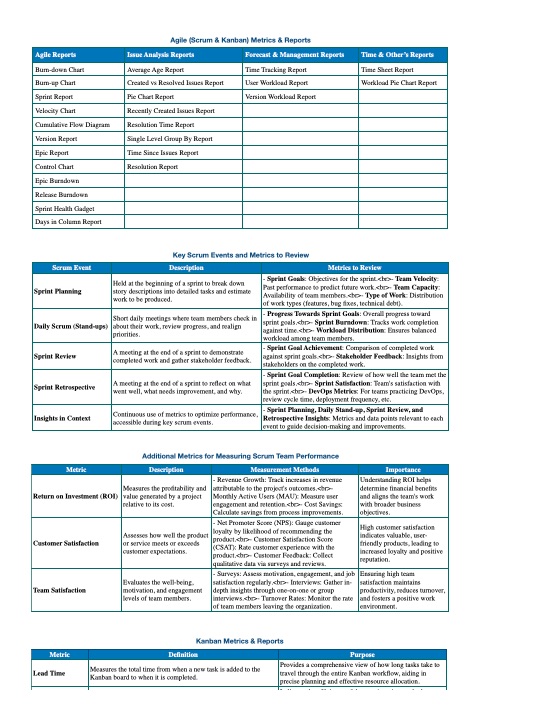 Agile (Scrum & Kanban) Metrics & Reports
Agile Reports Issue Analysis Reports Forecast & Management Reports Time & Other's Reports
Burn-down Chart Average Age Report Time Tracking Report Time Sheet Report
Burn-up Chart Created vs Resolved Issues Report User Workload Report Workload Pie Chart Report
Sprint Report Pie Chart Report Version Workload Report
Velocity Chart Recently Created Issues Report
Cumulative Flow Diagram Resolution Time Report
Version Report Single Level Group By Report
Epic Report Time Since Issues Report
Control Chart Resolution Report
Epic Burndown
Release Burndown
Sprint Health Gadget
Days in Column Report
Key Scrum Events and Metrics to Review
Scrum Event Description Metrics to Review
Sprint Planning
Held at the beginning of a sprint to break down
story descriptions into detailed tasks and estimate
work to be produced.
- Sprint Goals: Objectives for the sprint.<br>- Team Velocity:
Past performance to predict future work.<br>- Team Capacity:
Availability of team members.<br>- Type of Work: Distribution
of work types (features, bug fixes, technical debt).
Daily Scrum (Stand-ups)
Short daily meetings where team members check in
about their work, review progress, and realign
priorities.
- Progress Towards Sprint Goals: Overall progress toward
sprint goals.<br>- Sprint Burndown: Tracks work completion
against time.<br>- Workload Distribution: Ensures balanced
workload among team members.
Sprint Review
A meeting at the end of a sprint to demonstrate
completed work and gather stakeholder feedback.
- Sprint Goal Achievement: Comparison of completed work
against sprint goals.<br>- Stakeholder Feedback: Insights from
stakeholders on the completed work.
Sprint Retrospective
A meeting at the end of a sprint to reflect on what
went well, what needs improvement, and why.
- Sprint Goal Completion: Review of how well the team met the
sprint goals.<br>- Sprint Satisfaction: Team's satisfaction with
the sprint.<br>- DevOps Metrics: For teams practicing DevOps,
review cycle time, deployment frequency, etc.
Insights in Context
Continuous use of metrics to optimize performance,
accessible during key scrum events.
- Sprint Planning, Daily Stand-up, Sprint Review, and
Retrospective Insights: Metrics and data points relevant to each
event to guide decision-making and improvements.
Additional Metrics for Measuring Scrum Team Performance
Metric Description Measurement Methods Importance
Return on Investment (ROI)
Measures the profitability and
value generated by a project
relative to its cost.
- Revenue Growth: Track increases in revenue
attributable to the project's outcomes.<br>-
Monthly Active Users (MAU): Measure user
engagement and retention.<br>- Cost Savings:
Calculate savings from process improvements.
Understanding ROI helps
determine financial benefits
and aligns the team's work
with broader business
objectives.
Customer Satisfaction
Assesses how well the product
or service meets or exceeds
customer expectations.
- Net Promoter Score (NPS): Gauge customer
loyalty by likelihood of recommending the
product.<br>- Customer Satisfaction Score
(CSAT): Rate customer experience with the
product.<br>- Customer Feedback: Collect
qualitative data via surveys and reviews.
High customer satisfaction
indicates valuable, user-
friendly products, leading to
increased loyalty and positive
reputation.
Team Satisfaction
Evaluates the well-being,
motivation, and engagement
levels of team members.
- Surveys: Assess motivation, engagement, and job
satisfaction regularly.<br>- Interviews: Gather in-
depth insights through one-on-one or group
interviews.<br>- Turnover Rates: Monitor the rate
of team members leaving the organization.
Ensuring high team
satisfaction maintains
productivity, reduces turnover,
and fosters a positive work
environment.
Kanban Metrics & Reports
Metric Definition Purpose
Lead Time
Measures the total time from when a new task is added to the
Kanban board to when it is completed.
Provides a comprehensive view of how long tasks take to
travel through the entire Kanban workflow, aiding in
precise planning and effective resource allocation.